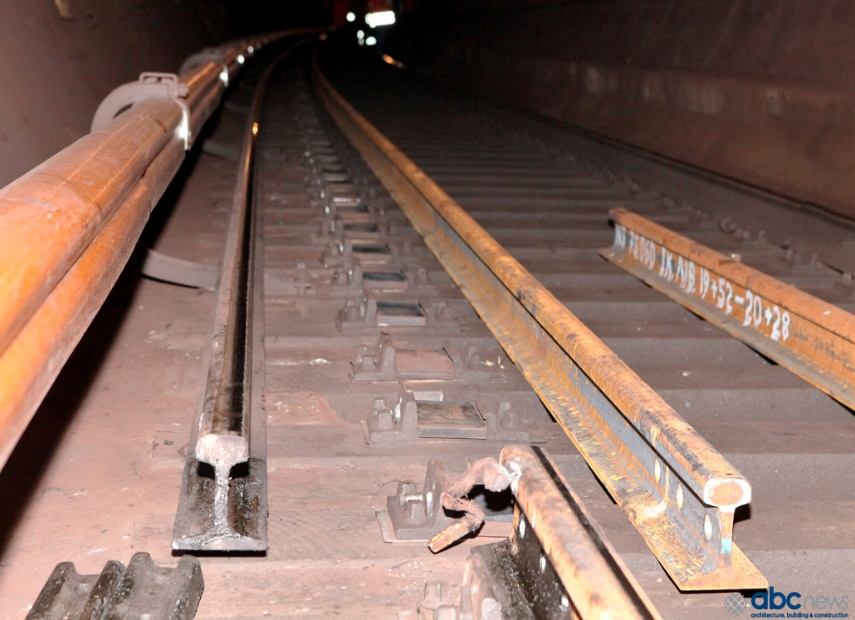 19+52-20+28
abc news
architecture, building & construction